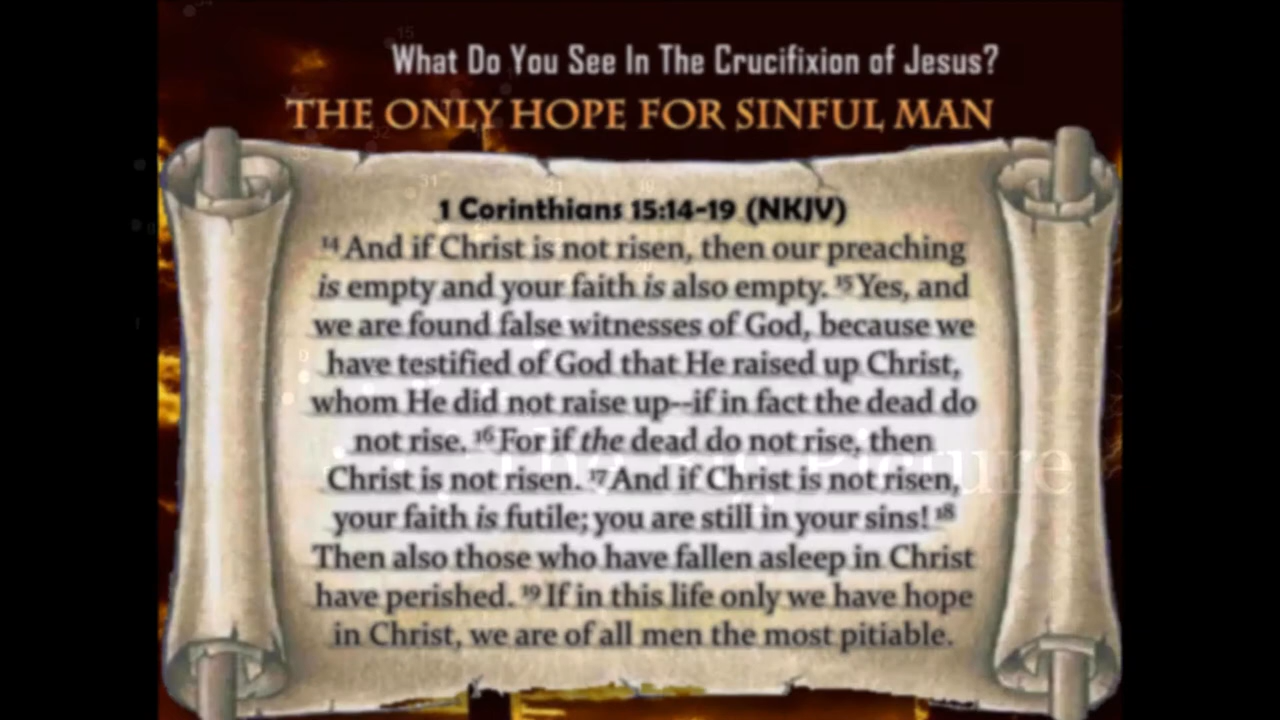 What Do You See In The Crucifixion of Jesus?
THE ONLY HOPE FOR SINFUL MAN
1 Corinthians 15:14-19 (NKJV)
14 And if Christ is not risen, then our preaching
is empty and your faith is also empty. 15 Yes, and
we are found false witnesses of God, because we
have testified of God that He raised up Christ,
whom He did not raise up--if in fact the dead do
not rise. 16 For if the dead do not rise, then
Christ is not risen. 17 And if Christ is not risen,
your faith is futile; you are still in your sins! 18
Then also those who have fallen asleep in Christ
have perished. 19 If in this life only we have hope
in Christ, we are of all men the most pitiable.